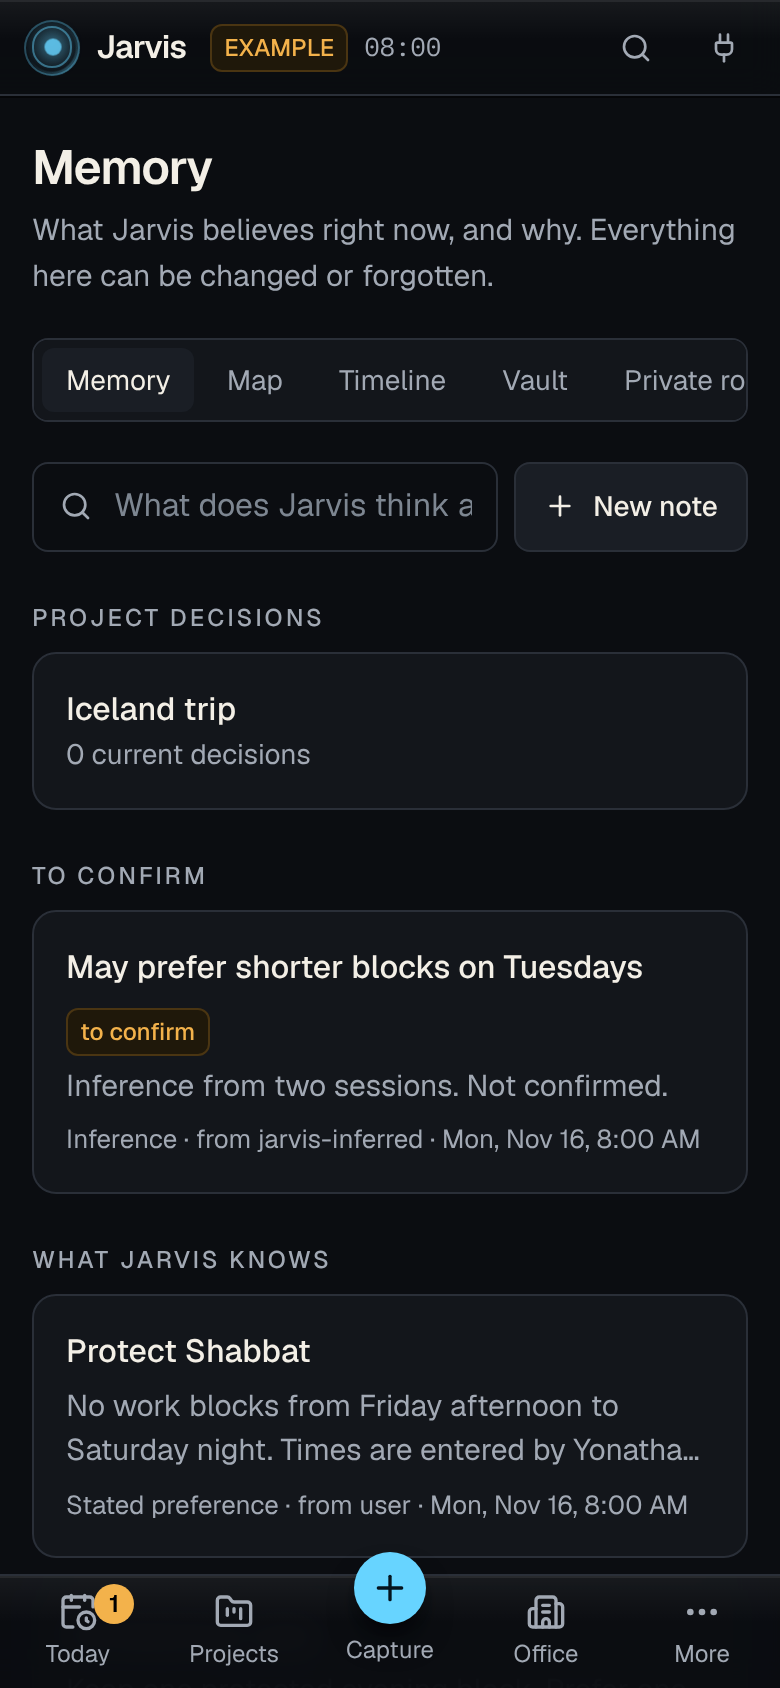 Jarvis EXAMPLE 08:00
Memory
What Jarvis believes right now, and why. Everything
here can be changed or forgotten.
Memory Map Timeline Vault Private ro
What does Jarvis think a
+ New note
PROJECT DECISIONS
Iceland trip
0 current decisions
TO CONFIRM
May prefer shorter blocks on Tuesdays
to confirm
Inference from two sessions. Not confirmed.
Inference · from jarvis-inferred · Mon, Nov 16, 8:00 AM
WHAT JARVIS KNOWS
Protect Shabbat
No work blocks from Friday afternoon to
Saturday night. Times are entered by Yonatha...
Stated preference · from user · Mon, Nov 16, 8:00 AM
1
Today Projects Capture Office More